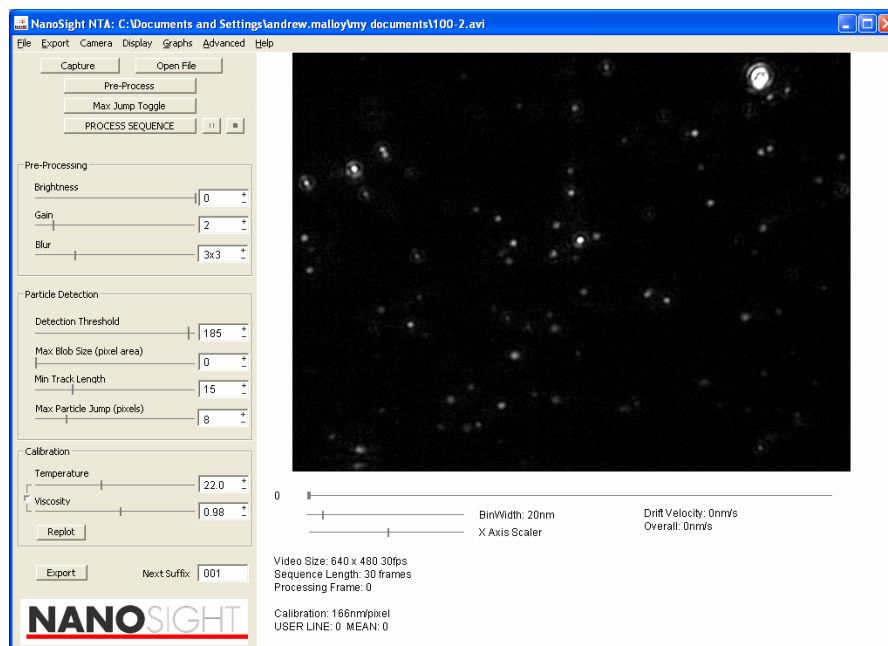 NanoSight NTA: C:\Documents and Settings\andrew.malloy\my documents\100-2.avi
File Export Camera Display Graphs Advanced Help
Capture Open File
Pre-Process
Max Jump Toggle
PROCESS SEQUENCE
Pre-Processing
Brightness
0
Gain
2
Blur
3x3
Particle Detection
Detection Threshold
185
Max Blob Size (pixel area)
0
Min Track Length
15
Max Particle Jump (pixels)
8
Calibration
Temperature
22.0
Viscosity
0.98
Replot
Export Next Suffix 001
NANOSIGHT
0
BinWidth: 20nm
X Axis Scaler
Drift Velocity: 0nm/s
Overall: 0nm/s
Video Size: 640 x 480 30fps
Sequence Length: 30 frames
Processing Frame: 0
Calibration: 166nm/pixel
USER LINE: 0 MEAN: 0